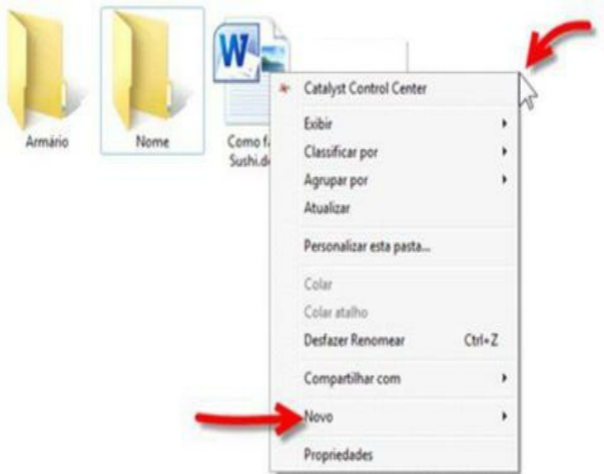 Armário
Nome
Como f
Sushi.d
Catalyst Control Center
Exibir
Classificar por
Agrupar por
Atualizar
Personalizar esta pasta...
Colar
Colar atalho
Desfazer Renomear Ctrl+Z
Compartilhar com
Novo
Propriedades